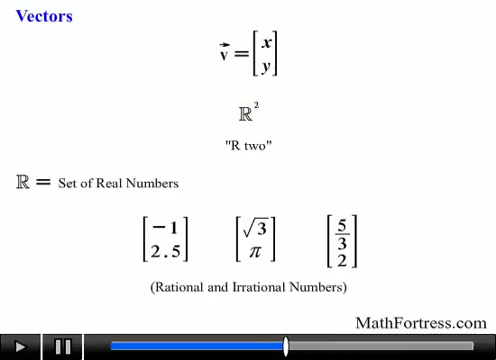 Vectors
v⃗ = [x
y]
ℝ²
"R two"
ℝ = Set of Real Numbers
[−1
2.5] [√3
π] [5/3
2]
(Rational and Irrational Numbers)
MathFortress.com